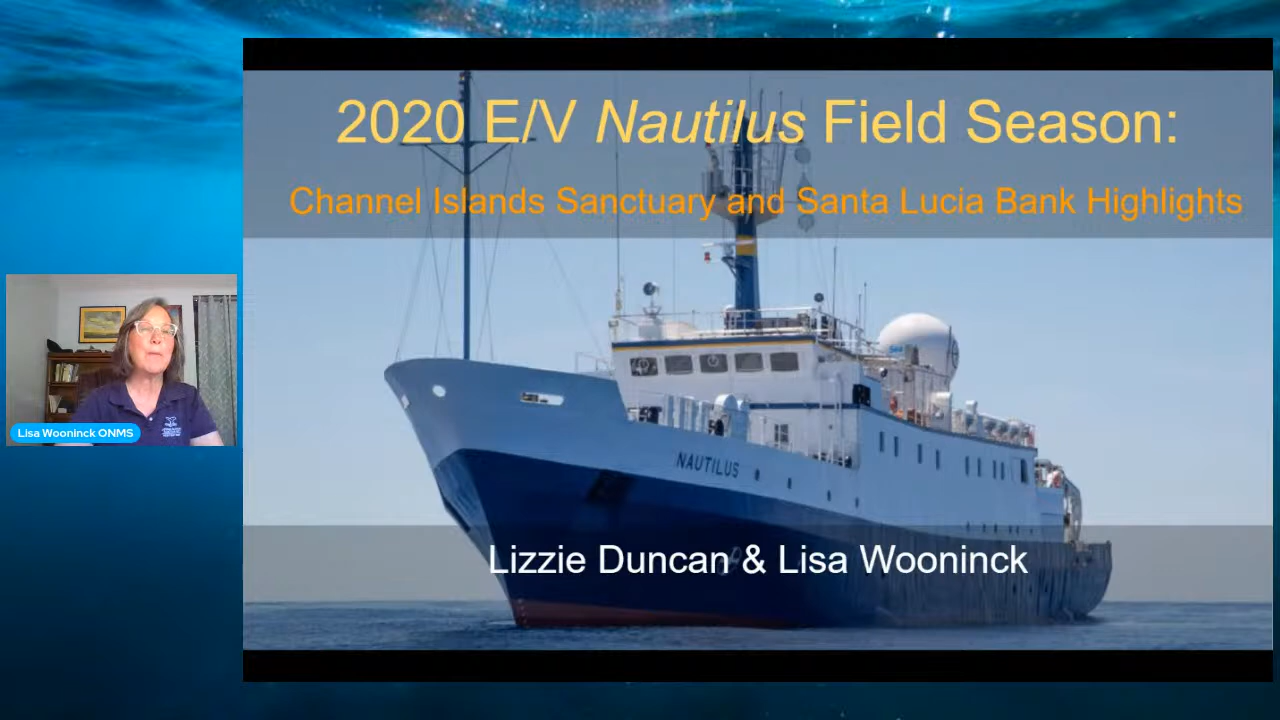 2020 E/V Nautilus Field Season:
Channel Islands Sanctuary and Santa Lucia Bank Highlights
NAUTILUS
Lizzie Duncan & Lisa Wooninck
Lisa Wooninck ONMS